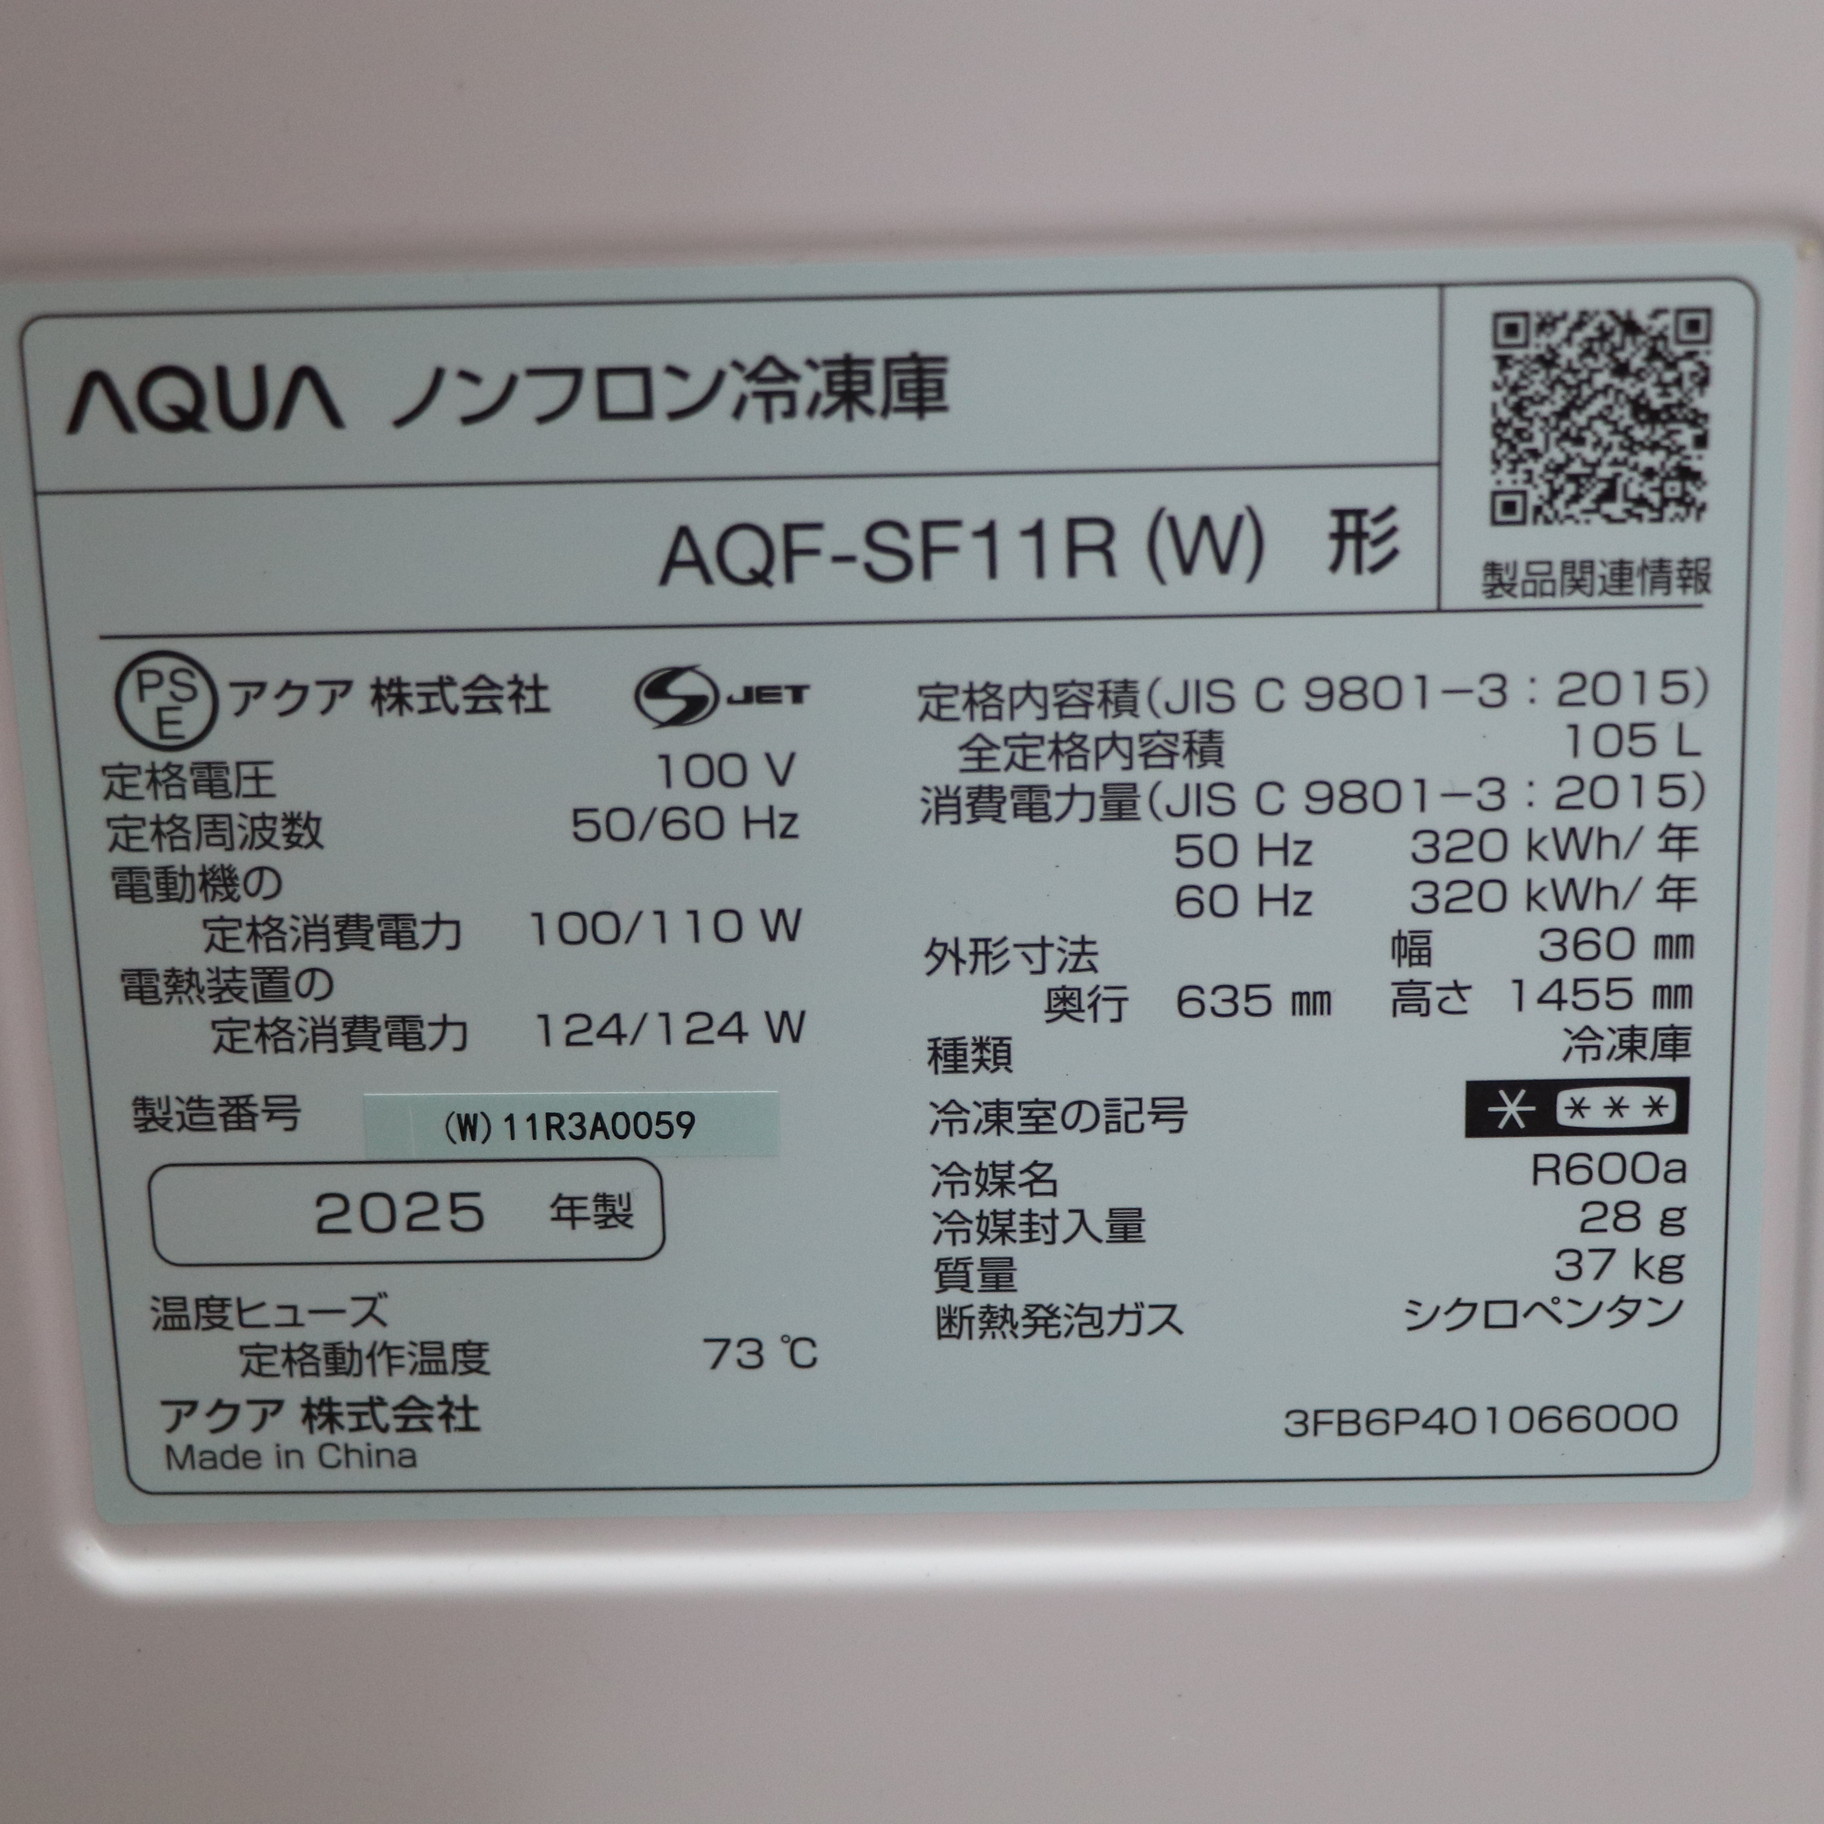 AQUA ノンフロン冷凍庫
AQF-SF11R (W) 形
製品関連情報
PS
E
アクア 株式会社
JET
定格電圧 100 V
定格周波数 50/60 Hz
電動機の
定格消費電力 100/110 W
電熱装置の
定格消費電力 124/124 W
製造番号 (W)11R3A0059
2025 年製
温度ヒューズ
定格動作温度 73 ℃
アクア 株式会社
Made in China
定格内容積(JIS C 9801-3:2015)
全定格内容積 105 L
消費電力量(JIS C 9801-3:2015)
50 Hz 320 kWh/年
60 Hz 320 kWh/年
外形寸法 幅 360 ㎜
奥行 635 ㎜ 高さ 1455 ㎜
種類 冷凍庫
冷凍室の記号 * ***
冷媒名 R600a
冷媒封入量 28 g
質量 37 kg
断熱発泡ガス シクロペンタン
3FB6P401066000